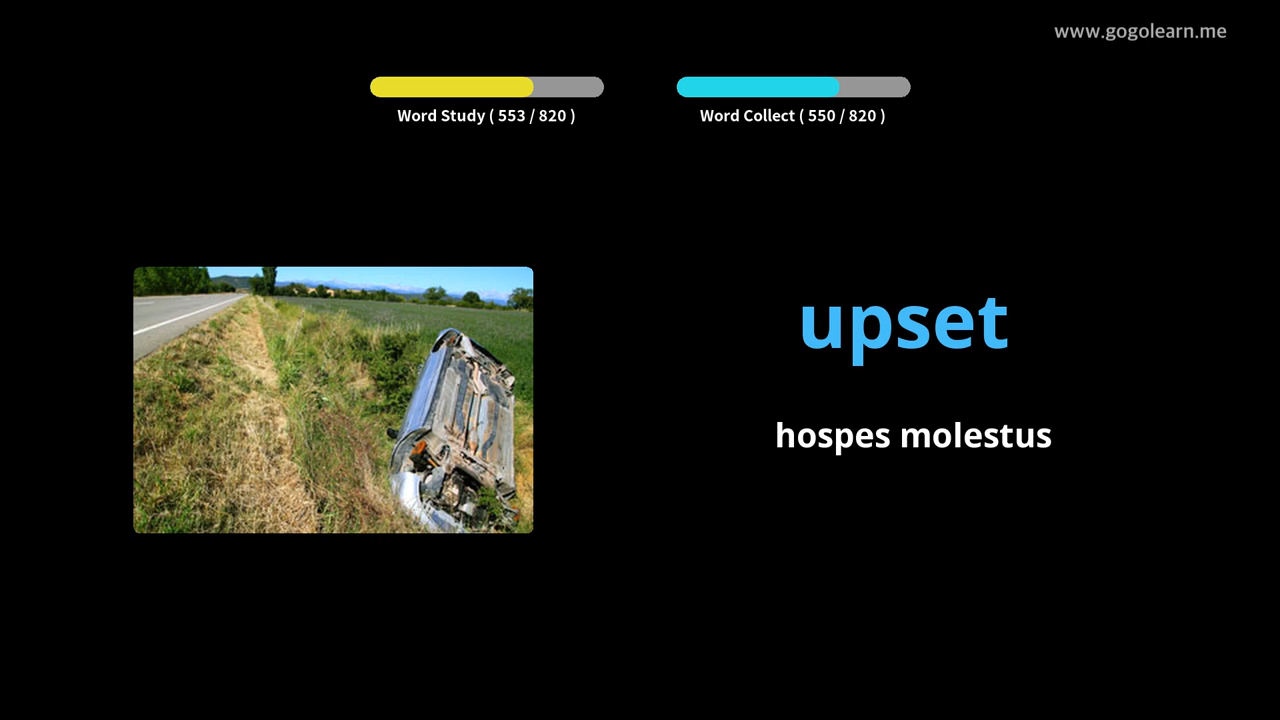 www.gogolearn.me
Word Study ( 553 / 820 )
Word Collect ( 550 / 820 )
upset
hospes molestus